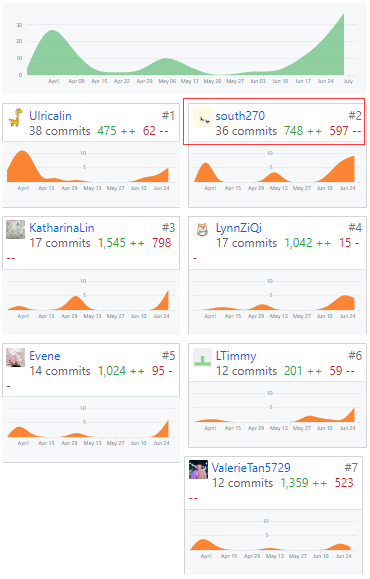 30
20
10
0
April April 08 April 15 April 22 April 29 May 06 May 13 May 20 May 27 Jun 03 Jun 10 Jun 17 Jun 24 July
Ulricalin #1
38 commits 475 ++ 62 --
10
5
April Apr 15 Apr 29 May 13 May 27 Jun 10 Jun 24
south270 #2
36 commits 748 ++ 597 --
10
5
April Apr 15 Apr 29 May 13 May 27 Jun 10 Jun 24
KatharinaLin #3
17 commits 1,545 ++ 798
--
10
5
April Apr 15 Apr 29 May 13 May 27 Jun 10 Jun 24
LynnZiQi #4
17 commits 1,042 ++ 15 -
-
10
5
April Apr 15 Apr 29 May 13 May 27 Jun 10 Jun 24
Evene #5
14 commits 1,024 ++ 95 -
-
10
5
April Apr 15 Apr 29 May 13 May 27 Jun 10 Jun 24
LTimmy #6
12 commits 201 ++ 59 --
10
5
April Apr 15 Apr 29 May 13 May 27 Jun 10 Jun 24
ValerieTan5729 #7
12 commits 1,359 ++ 523
--
10
5
April Apr 15 Apr 29 May 13 May 27 Jun 10 Jun 24